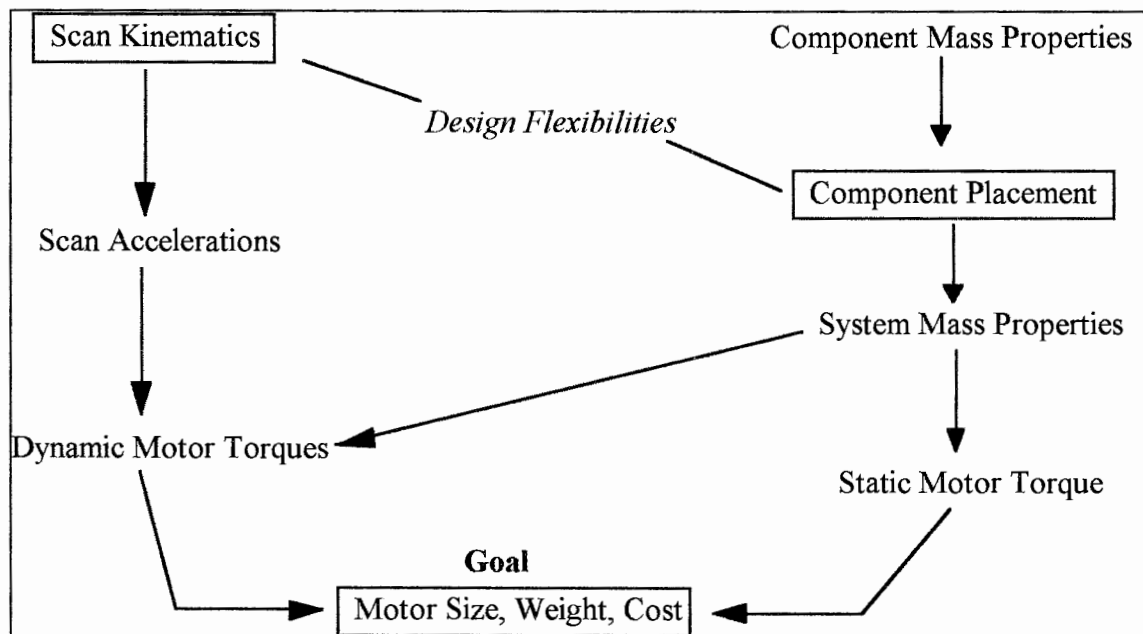 Scan Kinematics
Component Mass Properties
Design Flexibilities
Component Placement
Scan Accelerations
System Mass Properties
Dynamic Motor Torques
Static Motor Torque
Goal
Motor Size, Weight, Cost